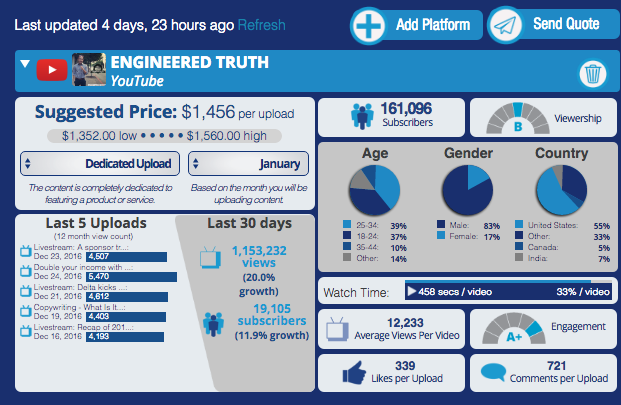 Last updated 4 days, 23 hours ago Refresh
Add Platform
Send Quote
ENGINEERED TRUTH
YouTube
Suggested Price: $1,456 per upload
$1,352.00 low • • • • • $1,560.00 high
Dedicated Upload
January
The content is completely dedicated to
featuring a product or service.
Based on the month you will be
uploading content.
161,096
Subscribers
B
Viewership
Age
25-34: 39%
18-24: 37%
35-44: 10%
Other: 14%
Gender
Male: 83%
Female: 17%
Country
United States: 55%
Other: 33%
Canada: 5%
India: 7%
Last 5 Uploads
(12 month view count)
Livestream: A sponsor tr...:
Dec 23, 2016 4,507
Double your income with ...:
Dec 24, 2016 5,470
Livestream: Delta kicks ...:
Dec 21, 2016 4,612
Copywriting - What Is It...:
Dec 19, 2016 4,403
Livestream: Recap of 201...:
Dec 16, 2016 4,193
Last 30 days
1,153,232
views
(20.0%
growth)
19,105
subscribers
(11.9% growth)
Watch Time: 458 secs / video 33% / video
12,233
Average Views Per Video
A+
Engagement
339
Likes per Upload
721
Comments per Upload